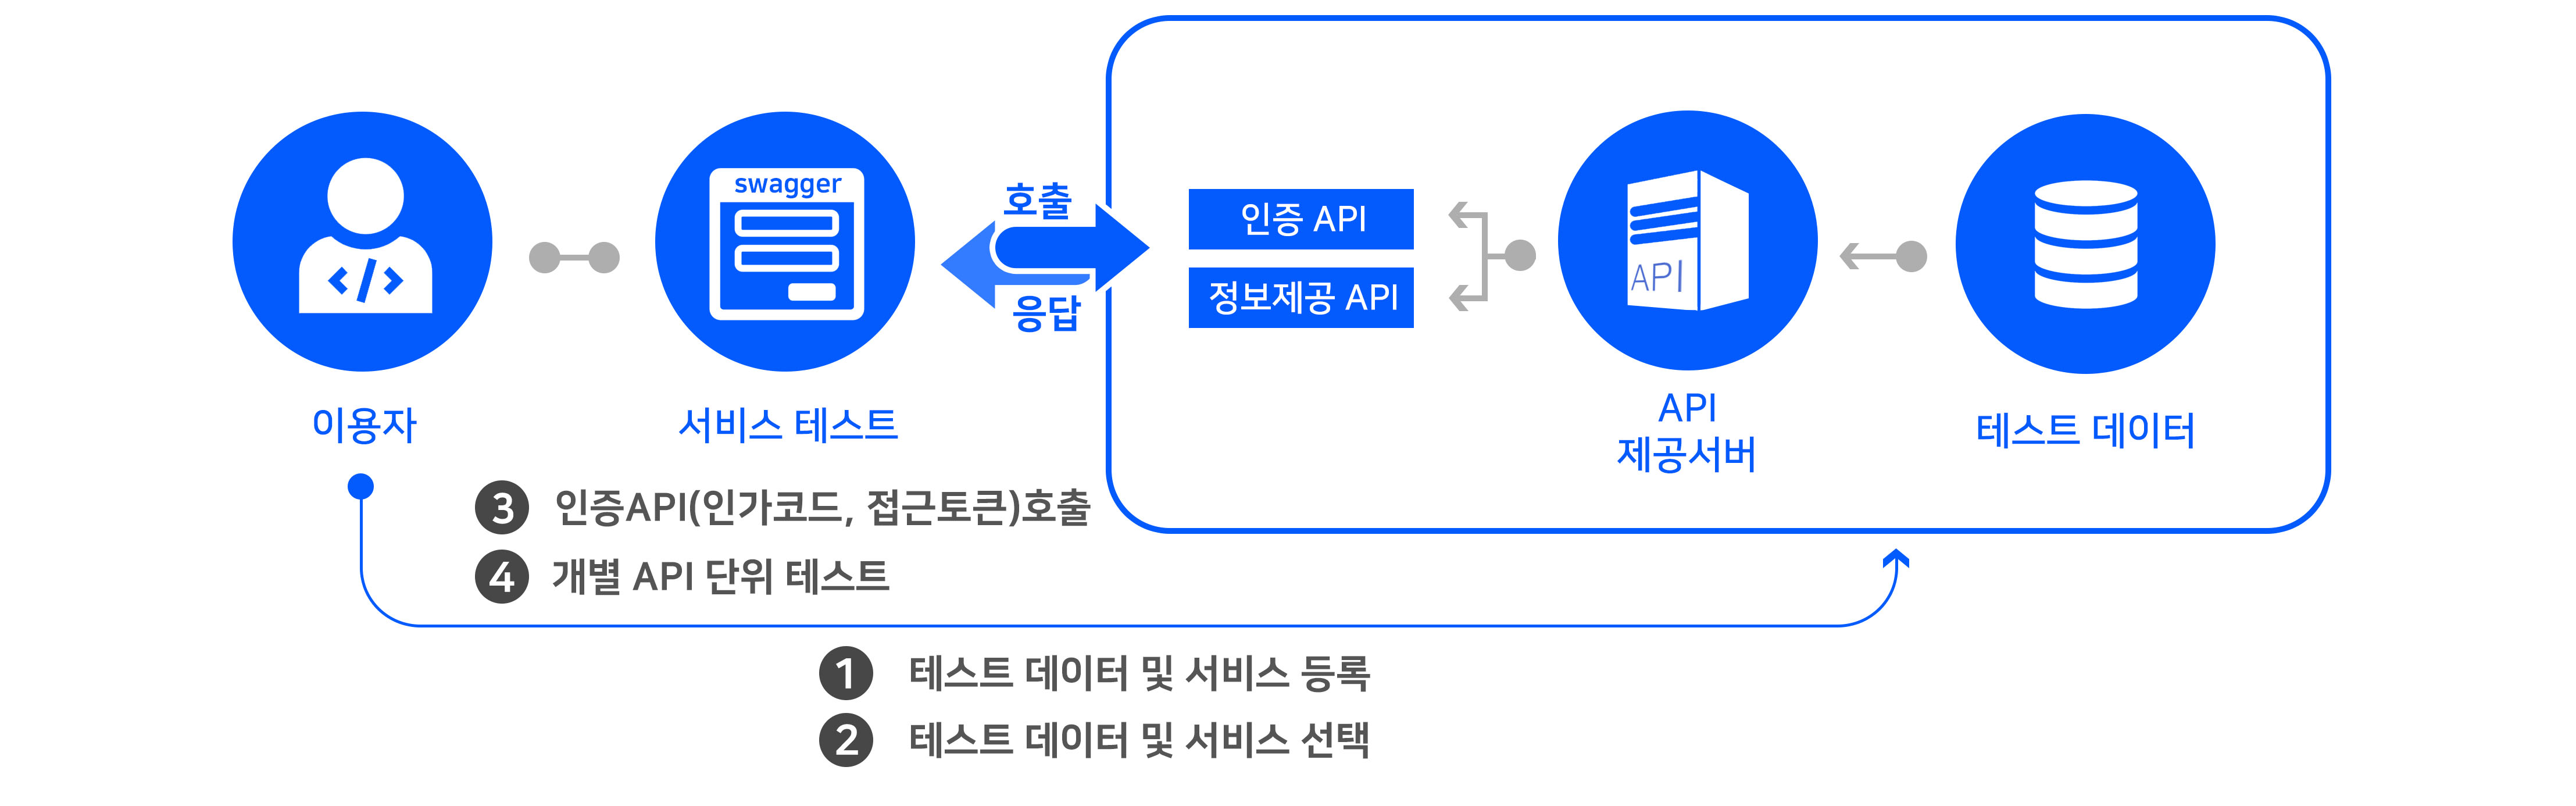 swagger
호출
응답
인증 API
정보제공 API
API
이용자
서비스 테스트
API
제공서버
테스트 데이터
3 인증API(인가코드, 접근토큰)호출
4 개별 API 단위 테스트
1 테스트 데이터 및 서비스 등록
2 테스트 데이터 및 서비스 선택